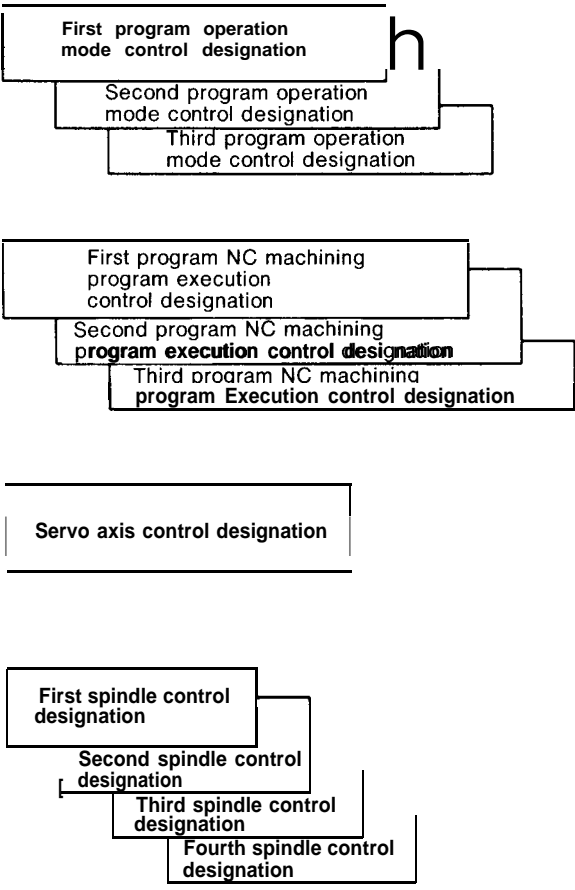 First program operation
mode control designation
h
Second program operation
mode control designation
Third program operation
mode control designation
First program NC machining
program execution
control designation
Second program NC machining
program execution control designation
Third program NC machining
program Execution control designation
Servo axis control designation
First spindle control
designation
Second spindle control
designation
[
Third spindle control
designation
Fourth spindle control
designation